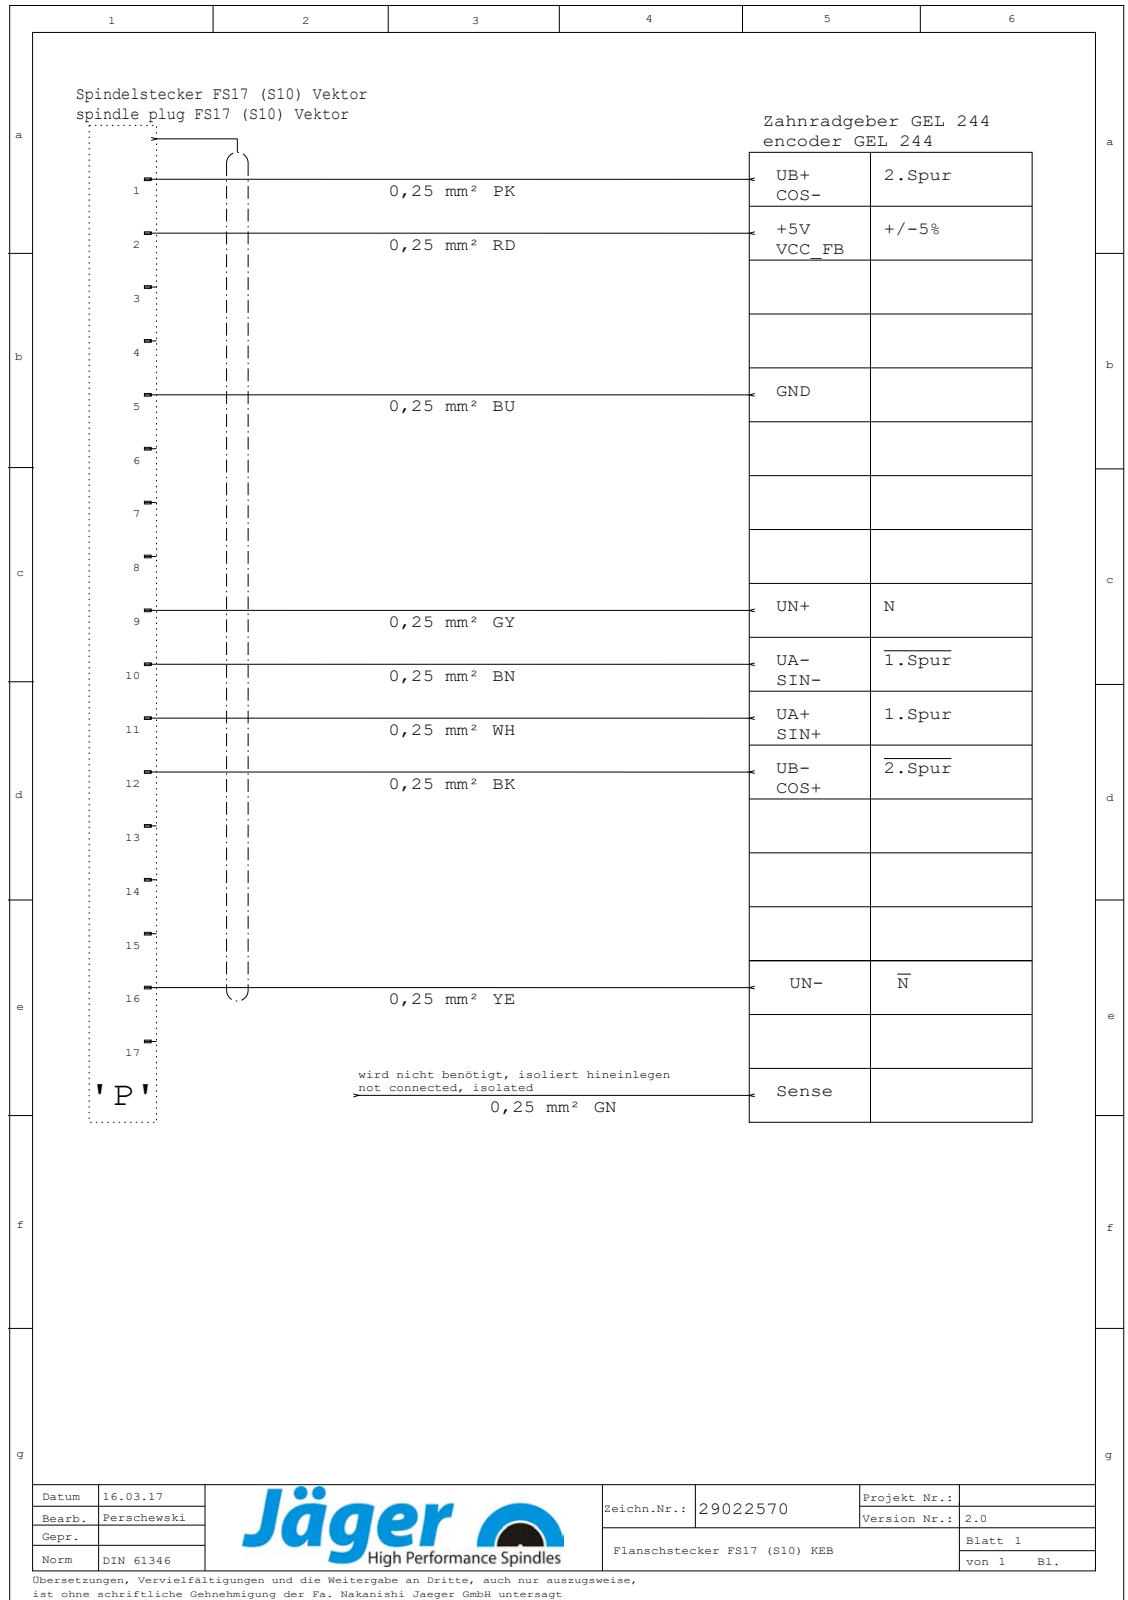 1 2 3 4 5 6
Spindelstecker FS17 (S10) Vektor
spindle plug FS17 (S10) Vektor
Zahnradgeber GEL 244
encoder GEL 244
a a
1 0,25 mm² PK UB+ 2.Spur
COS-
2 0,25 mm² RD +5V +/-5%
VCC_FB
3
b b
4
5 0,25 mm² BU GND
6
7
c c
8
9 0,25 mm² GY UN+ N
10 0,25 mm² BN UA- 1.Spur
SIN-
11 0,25 mm² WH UA+ 1.Spur
SIN+
12 0,25 mm² BK UB- 2.Spur
COS+
d d
13
14
15
16 0,25 mm² YE UN- N
e e
17
wird nicht benötigt, isoliert hineinlegen
not connected, isolated
'P' 0,25 mm² GN Sense
f f
g g
Datum 16.03.17
Bearb. Perschewski
Gepr.
Norm DIN 61346
Jäger
High Performance Spindles
Zeichn.Nr.: 29022570
Flanschstecker FS17 (S10) KEB
Projekt Nr.:
Version Nr.: 2.0
Blatt 1
von 1 Bl.
Übersetzungen, Vervielfältigungen und die Weitergabe an Dritte, auch nur auszugsweise,
ist ohne schriftliche Gehnehmigung der Fa. Nakanishi Jaeger GmbH untersagt